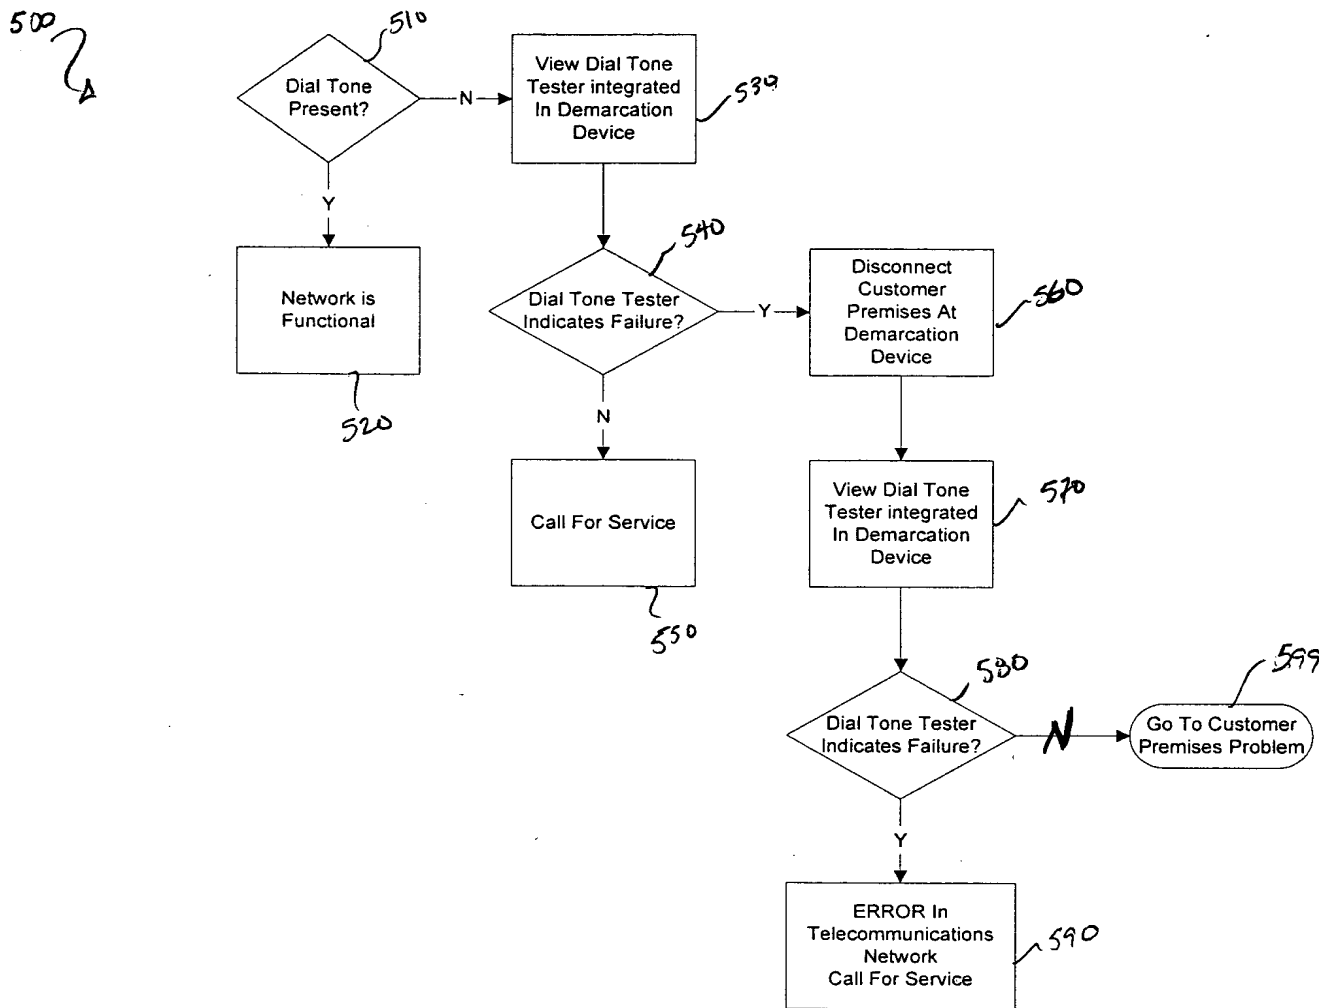 500
510
Dial Tone
Present?
N
View Dial Tone
Tester integrated
In Demarcation
Device
530
Y
Network is
Functional
520
540
Dial Tone Tester
Indicates Failure?
Y
Disconnect
Customer
Premises At
Demarcation
Device
560
N
Call For Service
550
View Dial Tone
Tester integrated
In Demarcation
Device
570
580
Dial Tone Tester
Indicates Failure?
N
Go To Customer
Premises Problem
599
Y
ERROR In
Telecommunications
Network
Call For Service
590